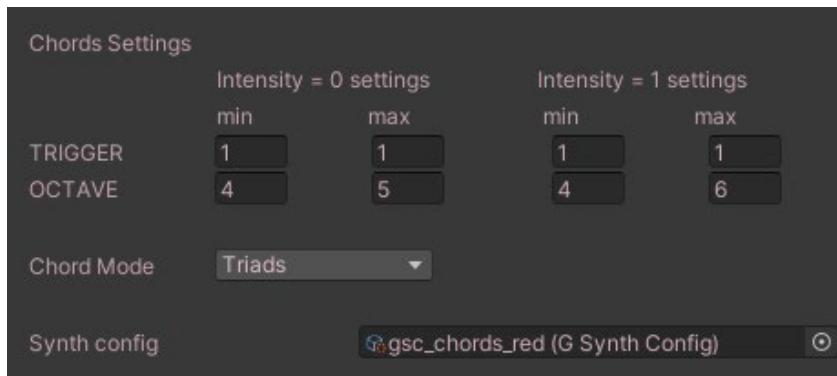 Chords Settings
Intensity = 0 settings Intensity = 1 settings
min max min max
TRIGGER 1 1 1 1
OCTAVE 4 5 4 6
Chord Mode Triads
Synth config gsc_chords_red (G Synth Config)